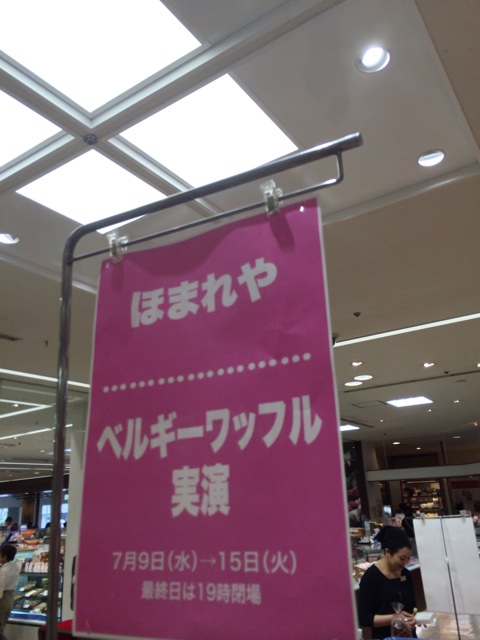 ほまれや
ベルギーワッフル
実演
7月9日(水)→15日(火)
最終日は19時閉場